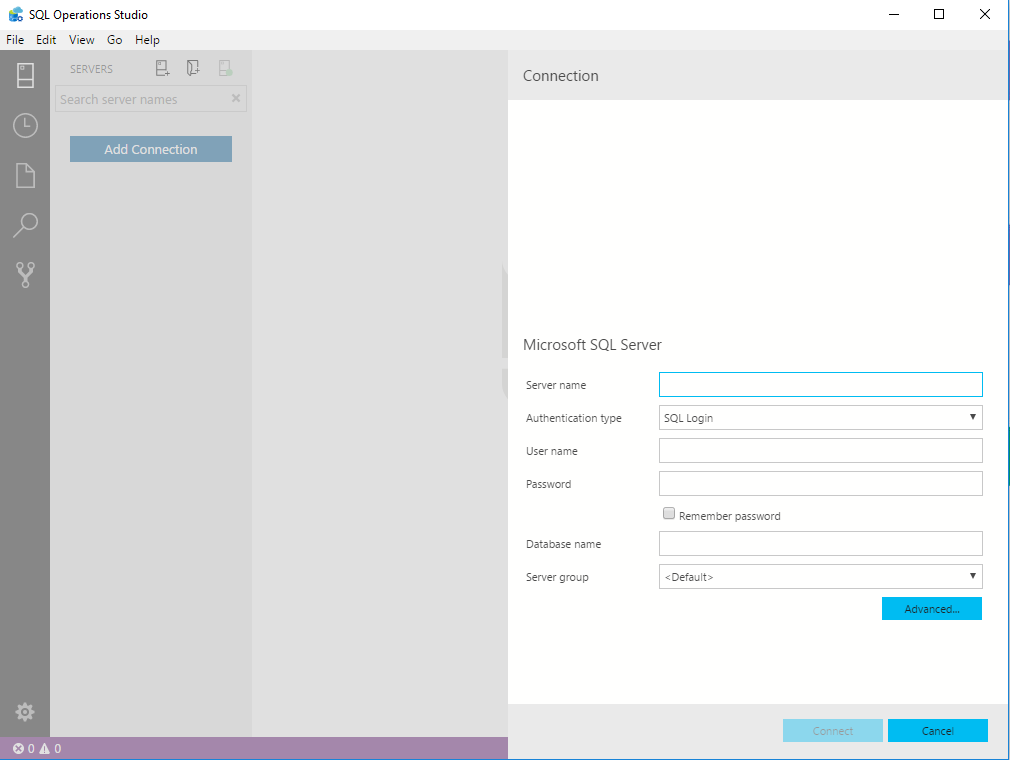 SQL Operations Studio
File Edit View Go Help
SERVERS
Search server names
Add Connection
Connection
Microsoft SQL Server
Server name
Authentication type SQL Login
User name
Password
Remember password
Database name
Server group <Default>
Advanced...
Connect Cancel
0 0